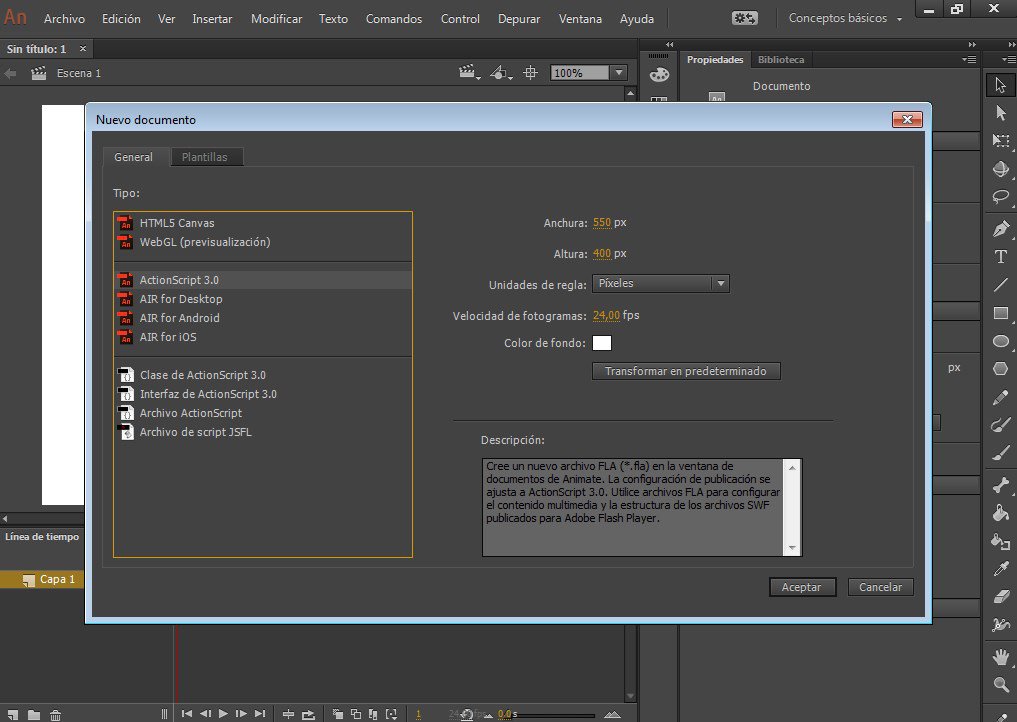 An Archivo Edición Ver Insertar Modificar Texto Comandos Control Depurar Ventana Ayuda Conceptos básicos
Sin título: 1 ×
Escena 1 100%
Propiedades Biblioteca
Documento
An
Nuevo documento
General Plantillas
Tipo:
HTML5 Canvas
WebGL (previsualización)
ActionScript 3.0
AIR for Desktop
AIR for Android
AIR for iOS
Clase de ActionScript 3.0
Interfaz de ActionScript 3.0
Archivo ActionScript
Archivo de script JSFL
Anchura: 550 px
Altura: 400 px
Unidades de regla: Píxeles
Velocidad de fotogramas: 24,00 fps
Color de fondo:
Transformar en predeterminado
Descripción:
Cree un nuevo archivo FLA (*.fla) en la ventana de
documentos de Animate. La configuración de publicación se
ajusta a ActionScript 3.0. Utilice archivos FLA para configurar
el contenido multimedia y la estructura de los archivos SWF
publicados para Adobe Flash Player.
Aceptar Cancelar
px
Línea de tiempo
Capa 1
1 0.0s